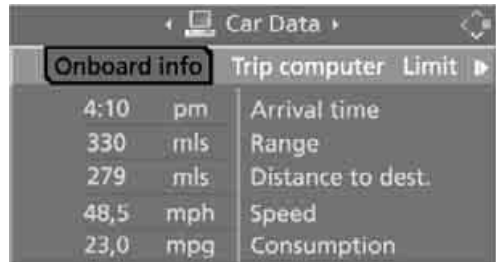 Car Data
Onboard info Trip computer Limit
4:10 pm Arrival time
330 mls Range
279 mls Distance to dest.
48,5 mph Speed
23,0 mpg Consumption